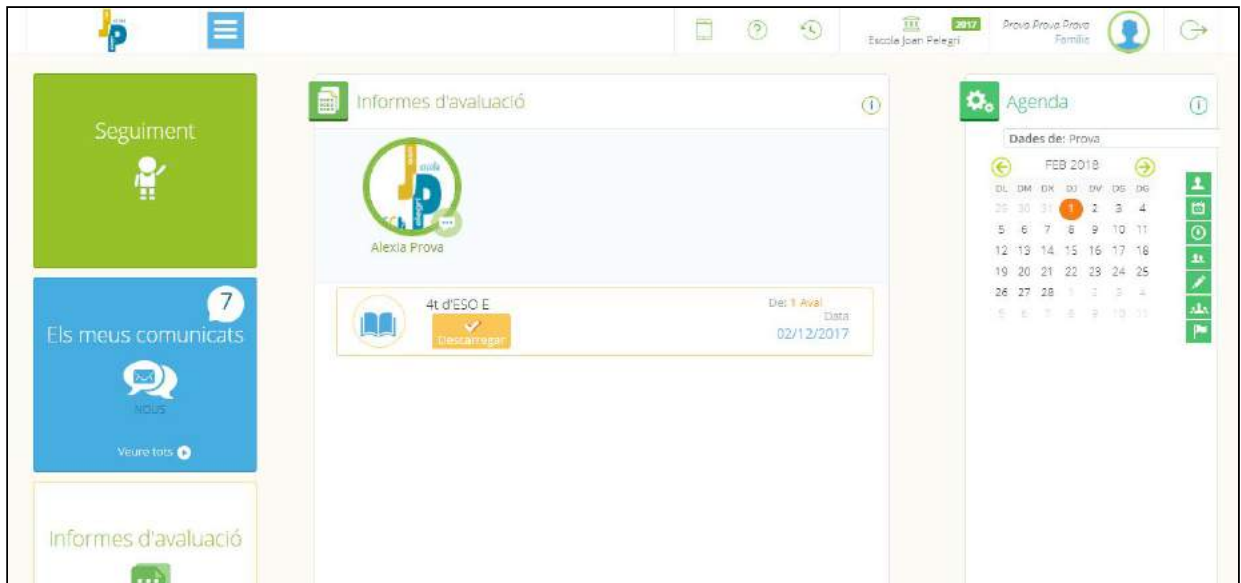 2017
Escola Joan Pelegrí
Prova Prova Prova
Família
Seguiment
7
Els meus comunicats
NOUS
Veure tots
Informes d'avaluació
Informes d'avaluació
Alexia Prova
4t d'ESO E
Descarregar
De: 1 Aval
Data
02/12/2017
Agenda
Dades de: Prova
FEB 2018
DL DM DX DJ DV DS DG
29 30 31 1 2 3 4
5 6 7 8 9 10 11
12 13 14 15 16 17 18
19 20 21 22 23 24 25
26 27 28 1 2 3 4
5 6 7 8 9 10 11